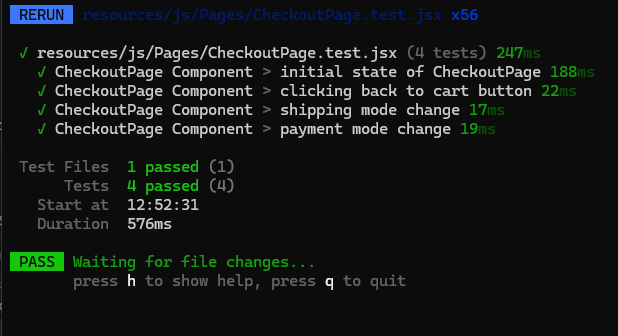 RERUN resources/js/Pages/CheckoutPage.test.jsx x56
✓ resources/js/Pages/CheckoutPage.test.jsx (4 tests) 247ms
✓ CheckoutPage Component > initial state of CheckoutPage 188ms
✓ CheckoutPage Component > clicking back to cart button 22ms
✓ CheckoutPage Component > shipping mode change 17ms
✓ CheckoutPage Component > payment mode change 19ms
Test Files 1 passed (1)
Tests 4 passed (4)
Start at 12:52:31
Duration 576ms
PASS Waiting for file changes...
press h to show help, press q to quit